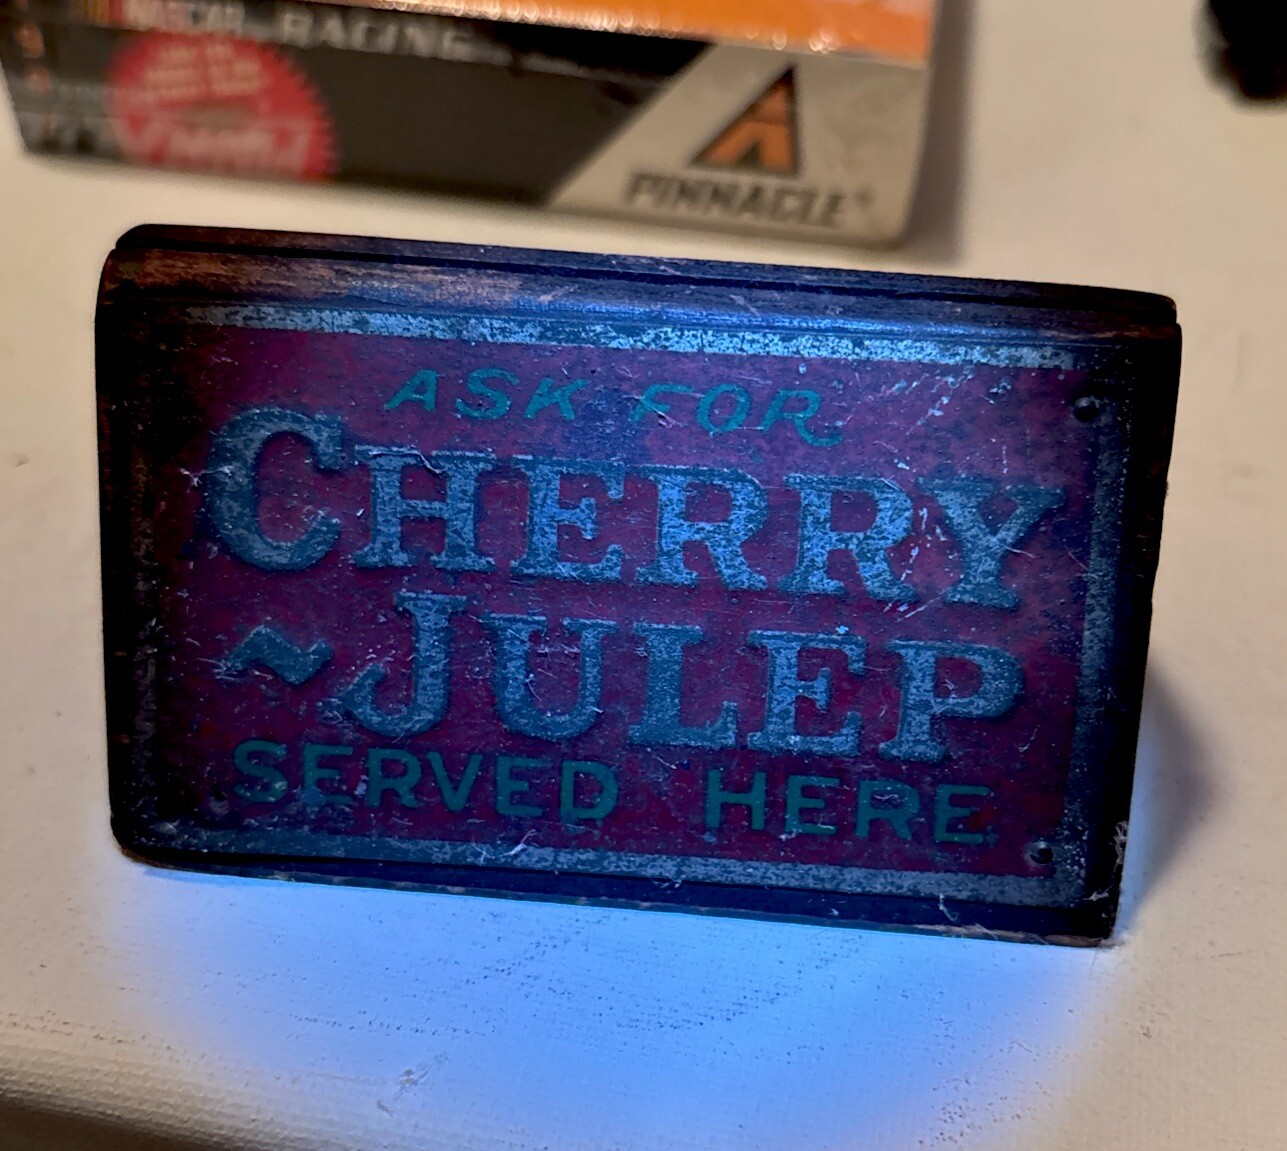 RACING
PINNACLE
ASK FOR
CHERRY
~JULEP
SERVED HERE